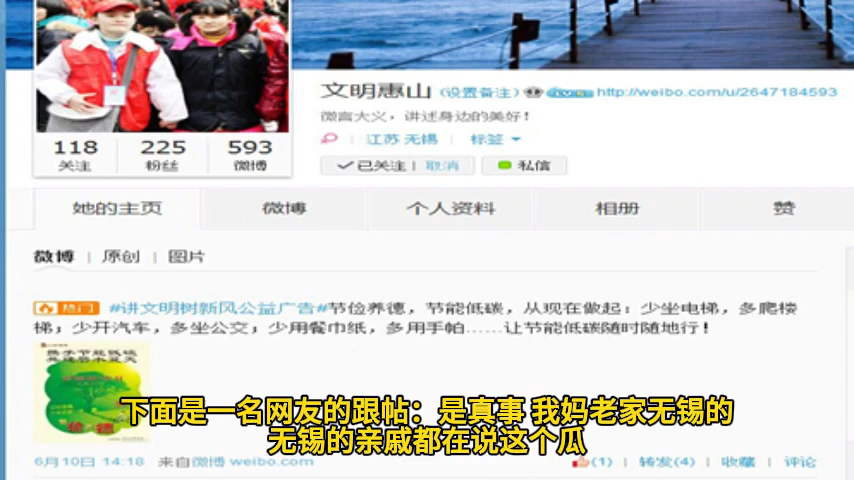 文明惠山 (设置备注) http://weibo.com/u/2647184593
微言大义，讲述身边的美好！
118 225 593
关注 粉丝 微博
江苏 无锡 | 标签
已关注 | 取消 私信
她的主页 微博 个人资料 相册 赞
微博 | 原创 | 图片
热门 #讲文明树新风公益广告#节俭养德，节能低碳，从现在做起：少坐电梯，多爬楼
梯；少开汽车，多坐公交；少用餐巾纸，多用手帕……让节能低碳随时随地行！
下面是一名网友的跟帖：是真事 我妈老家无锡的
无锡的亲戚都在说这个瓜
6月10日 14:18 来自微博 weibo.com (1) | 转发(4) | 收藏 | 评论